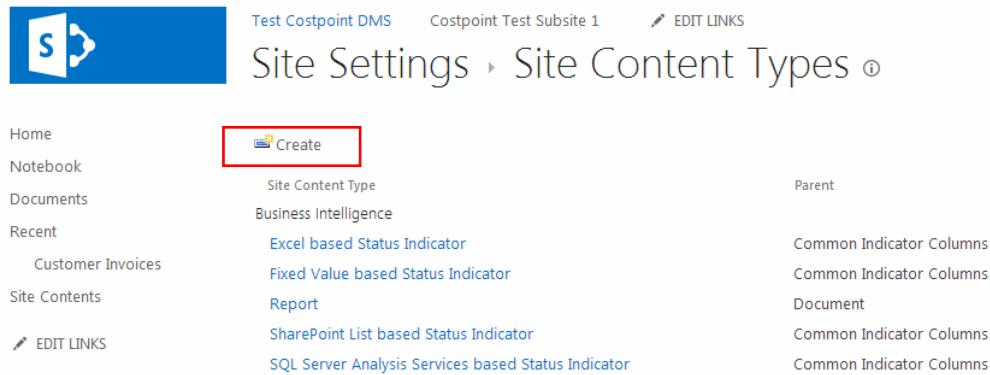 S
Test Costpoint DMS Costpoint Test Subsite 1 EDIT LINKS
Site Settings Site Content Types
Home
Notebook
Documents
Recent
Customer Invoices
Site Contents
EDIT LINKS
Create
Site Content Type Parent
Business Intelligence
Excel based Status Indicator Common Indicator Columns
Fixed Value based Status Indicator Common Indicator Columns
Report Document
SharePoint List based Status Indicator Common Indicator Columns
SQL Server Analysis Services based Status Indicator Common Indicator Columns